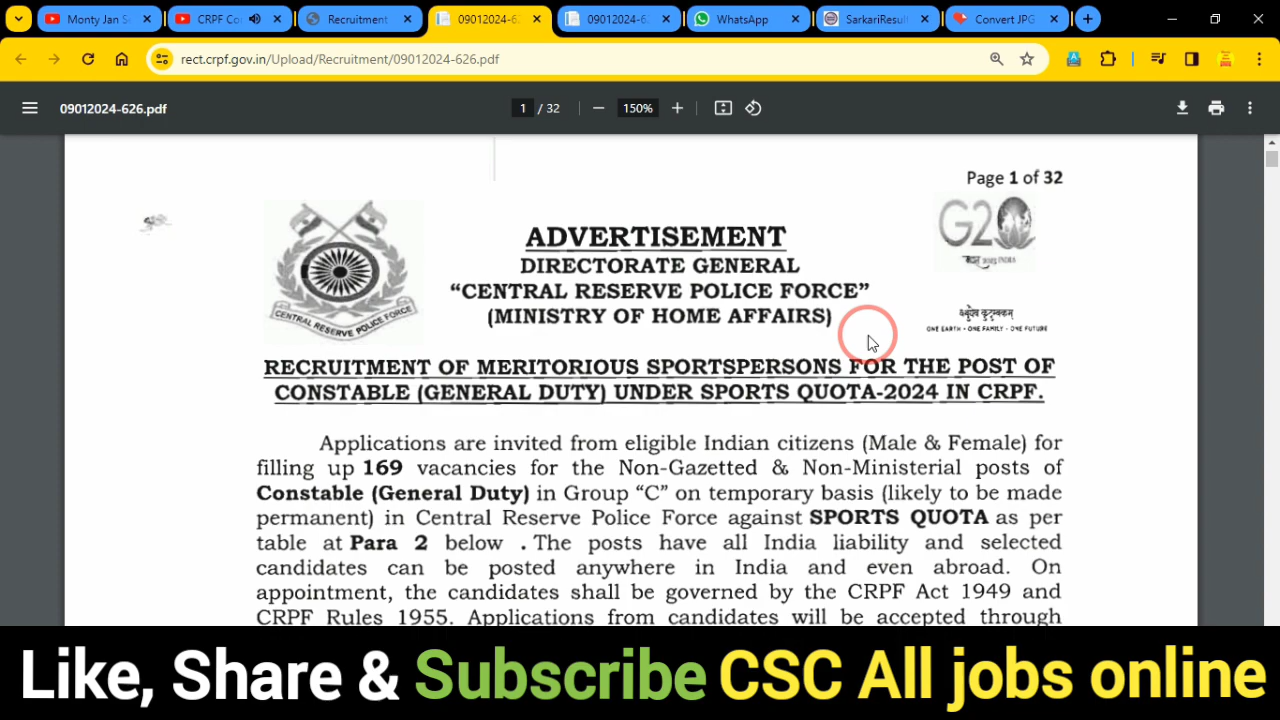 Monty Jan S
CRPF Co
Recruitment
09012024-62
09012024-62
WhatsApp
SarkariResul
Convert JPG
rect.crpf.gov.in/Upload/Recruitment/09012024-626.pdf
09012024-626.pdf
1 / 32
150%
Page 1 of 32
G20
CENTRAL RESERVE POLICE FORCE
ADVERTISEMENT
DIRECTORATE GENERAL
“CENTRAL RESERVE POLICE FORCE”
(MINISTRY OF HOME AFFAIRS)
वसुधैव कुटुम्बकम्
ONE EARTH • ONE FAMILY • ONE FUTURE
RECRUITMENT OF MERITORIOUS SPORTSPERSONS FOR THE POST OF
CONSTABLE (GENERAL DUTY) UNDER SPORTS QUOTA-2024 IN CRPF.
Applications are invited from eligible Indian citizens (Male & Female) for
filling up 169 vacancies for the Non-Gazetted & Non-Ministerial posts of
Constable (General Duty) in Group “C” on temporary basis (likely to be made
permanent) in Central Reserve Police Force against SPORTS QUOTA as per
table at Para 2 below . The posts have all India liability and selected
candidates can be posted anywhere in India and even abroad. On
appointment, the candidates shall be governed by the CRPF Act 1949 and
CRPF Rules 1955. Applications from candidates will be accepted through
Like, Share & Subscribe CSC All jobs online